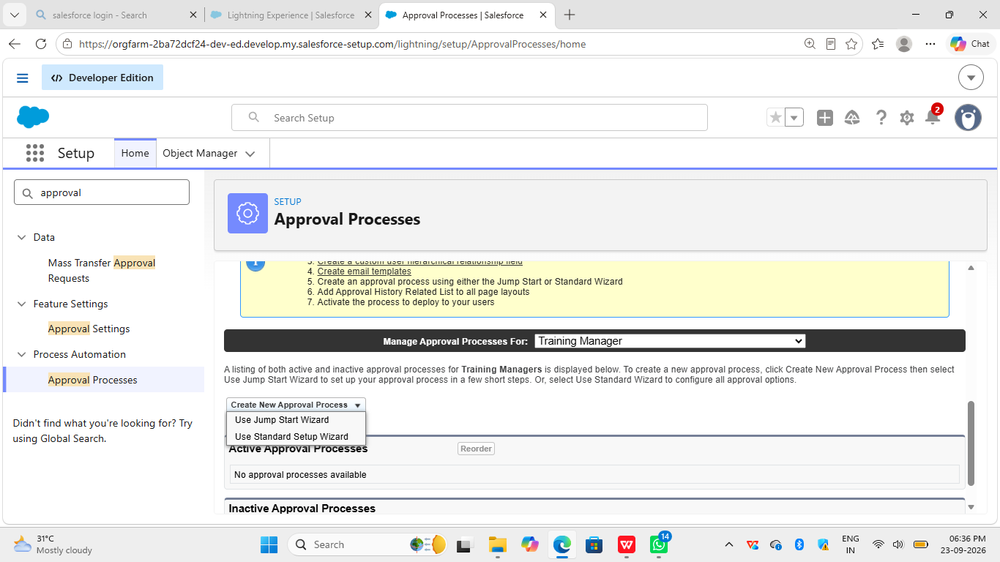 salesforce login - Search
Lightning Experience | Salesforce
Approval Processes | Salesforce
https://orgfarm-2ba72dcf24-dev-ed.develop.my.salesforce-setup.com/lightning/setup/ApprovalProcesses/home
Chat
Developer Edition
Search Setup
2
Setup
Home
Object Manager
approval
Data
Mass Transfer Approval
Requests
Feature Settings
Approval Settings
Process Automation
Approval Processes
Didn't find what you're looking for? Try
using Global Search.
SETUP
Approval Processes
3. Create a custom user hierarchical relationship field
4. Create email templates
5. Create an approval process using either the Jump Start or Standard Wizard
6. Add Approval History Related List to all page layouts
7. Activate the process to deploy to your users
Manage Approval Processes For: Training Manager
A listing of both active and inactive approval processes for Training Managers is displayed below. To create a new approval process, click Create New Approval Process then select
Use Jump Start Wizard to set up your approval process in a few short steps. Or, select Use Standard Wizard to configure all approval options.
Create New Approval Process
Use Jump Start Wizard
Use Standard Setup Wizard
Active Approval Processes
Reorder
No approval processes available
Inactive Approval Processes
31°C
Mostly cloudy
Search
14
ENG
IN
06:36 PM
23-09-2026